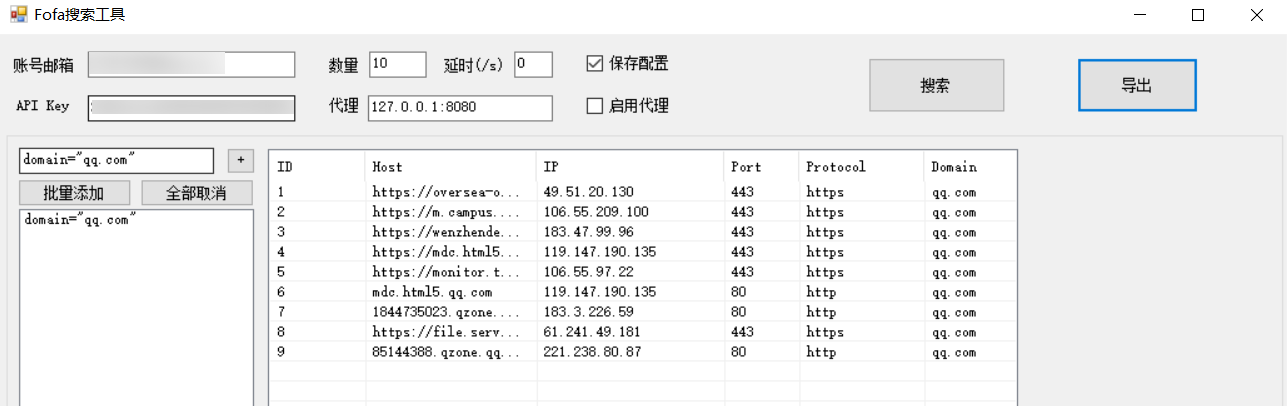 Fofa搜索工具
账号邮箱 数量 10 延时(/s) 0 保存配置
API Key 代理 127.0.0.1:8080 启用代理
搜索 导出
domain="qq.com" +
批量添加 全部取消
domain="qq.com"
ID Host IP Port Protocol Domain
1 https://oversea-o... 49.51.20.130 443 https qq.com
2 https://m.campus.... 106.55.209.100 443 https qq.com
3 https://wenzhende... 183.47.99.96 443 https qq.com
4 https://mdc.html5... 119.147.190.135 443 https qq.com
5 https://monitor.t... 106.55.97.22 443 https qq.com
6 mdc.html5.qq.com 119.147.190.135 80 http qq.com
7 1844735023.qzone.... 183.3.226.59 80 http qq.com
8 https://file.serv... 61.241.49.181 443 https qq.com
9 85144388.qzone.qq... 221.238.80.87 80 http qq.com